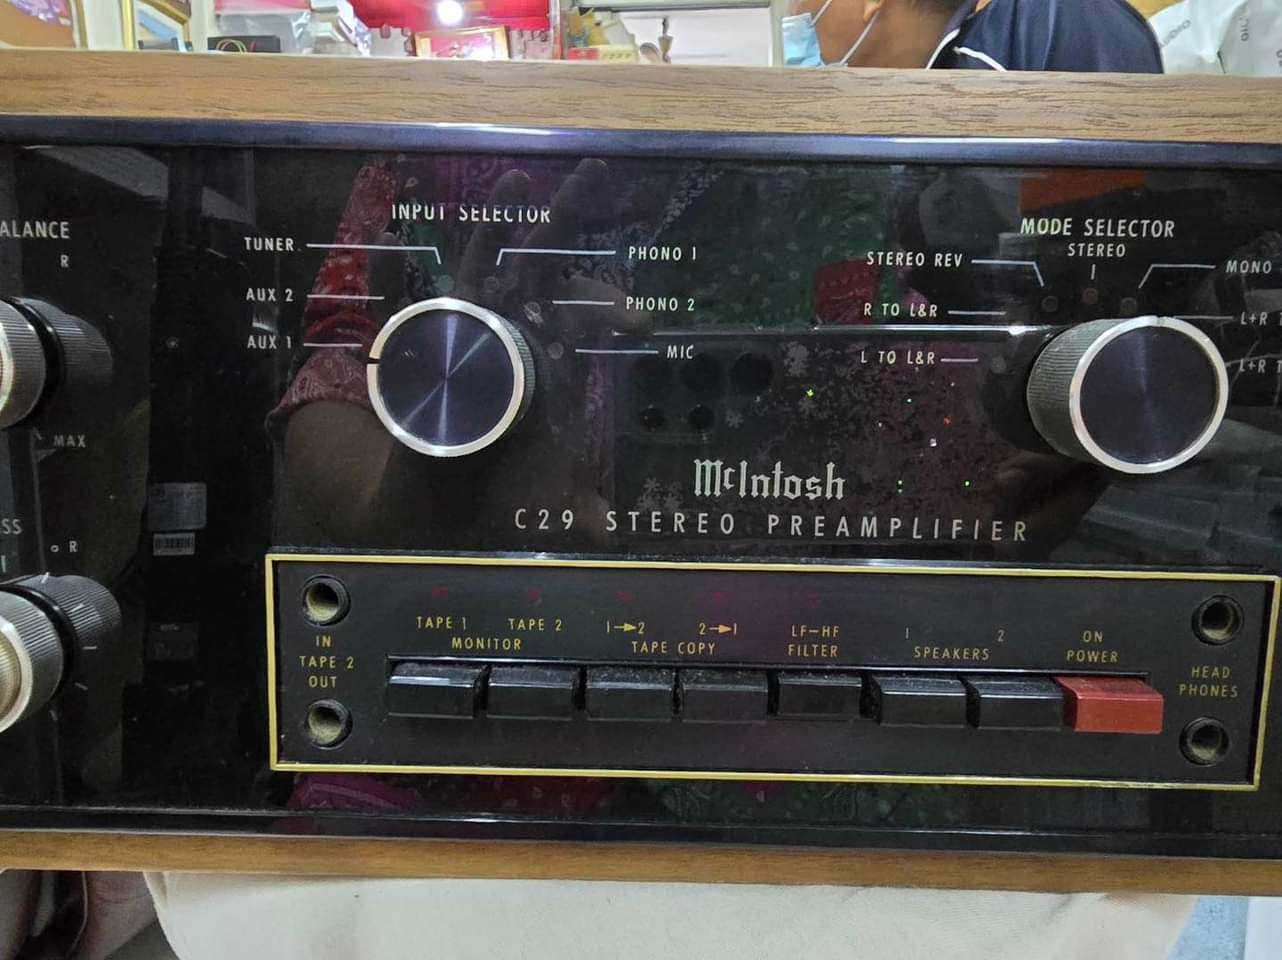 ALANCE
R
MAX
SS
R
INPUT SELECTOR
TUNER
PHONO 1
AUX 2
PHONO 2
AUX 1
MIC
MODE SELECTOR
STEREO
STEREO REV
MONO
R TO L&R
L+R
L TO L&R
L+R T
McIntosh
C29 STEREO PREAMPLIFIER
IN
TAPE 2
OUT
TAPE 1 TAPE 2
MONITOR
1→2 2→1
TAPE COPY
LF-HF
FILTER
1 2
SPEAKERS
ON
POWER
HEAD
PHONES